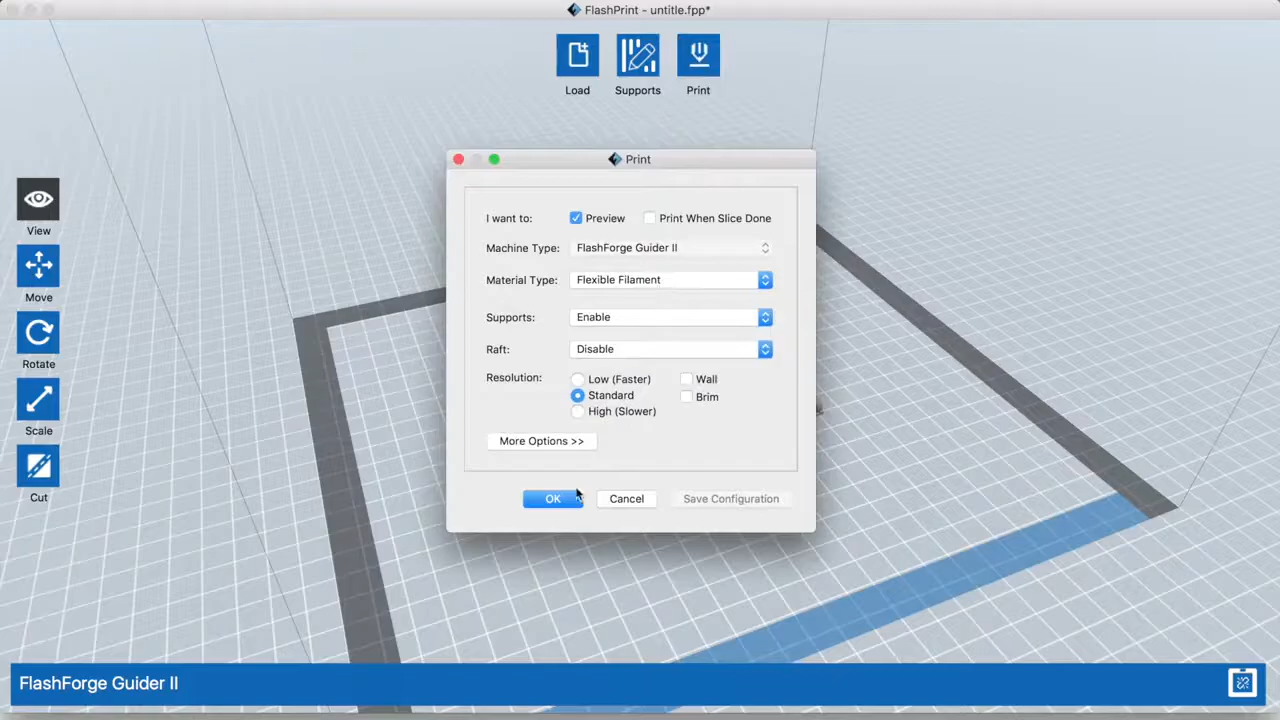 FlashPrint - untitle.fpp*
Load
Supports
Print
Print
I want to: Preview Print When Slice Done
Machine Type: FlashForge Guider II
Material Type: Flexible Filament
Supports: Enable
Raft: Disable
Resolution: Low (Faster) Wall
Standard Brim
High (Slower)
More Options >>
OK Cancel Save Configuration
View
Move
Rotate
Scale
Cut
FlashForge Guider II